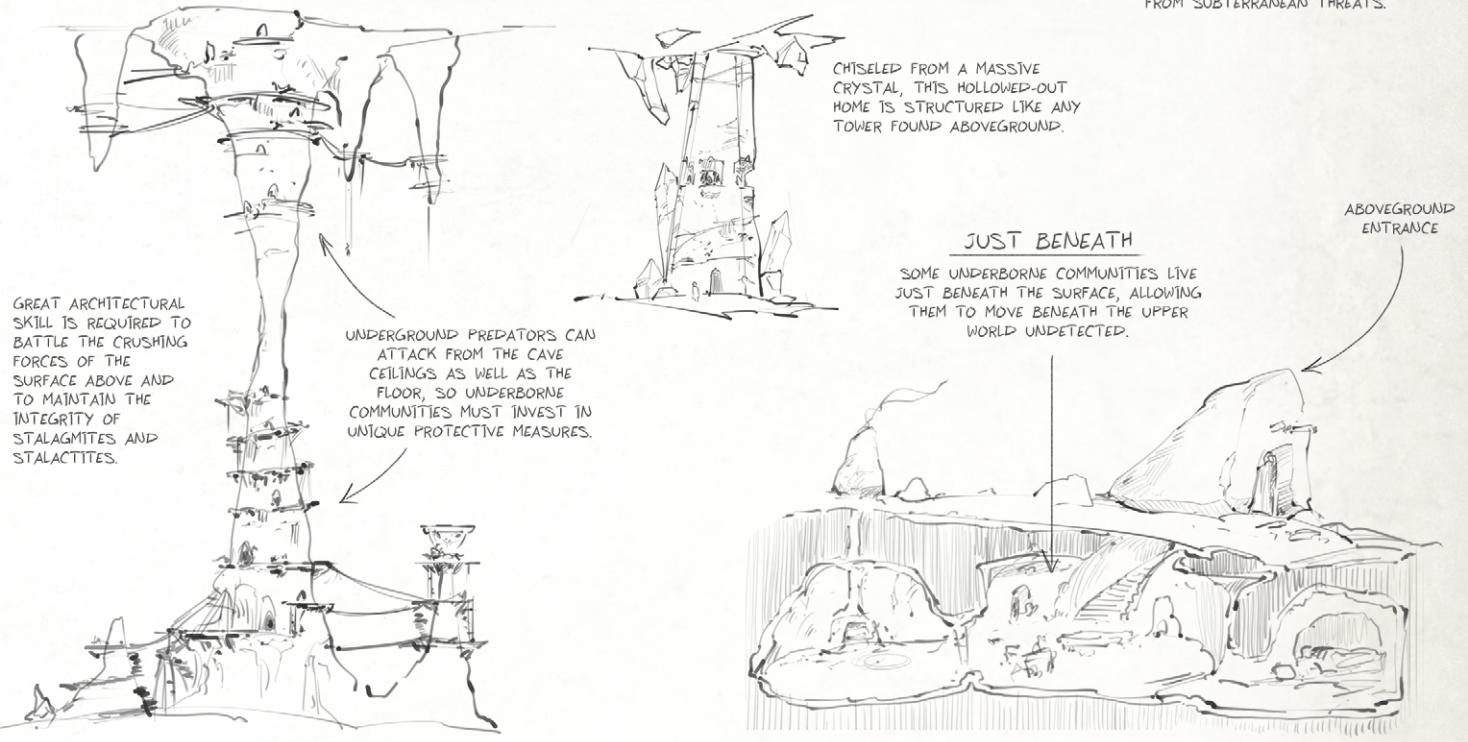 FROM SUBTERRANEAN THREATS.
CHISELED FROM A MASSIVE
CRYSTAL, THIS HOLLOWED-OUT
HOME IS STRUCTURED LIKE ANY
TOWER FOUND ABOVEGROUND.
ABOVEGROUND
ENTRANCE
JUST BENEATH
SOME UNDERBORNE COMMUNITIES LIVE
JUST BENEATH THE SURFACE, ALLOWING
THEM TO MOVE BENEATH THE UPPER
WORLD UNDETECTED.
GREAT ARCHITECTURAL
SKILL IS REQUIRED TO
BATTLE THE CRUSHING
FORCES OF THE
SURFACE ABOVE AND
TO MAINTAIN THE
INTEGRITY OF
STALAGMITES AND
STALACTITES.
UNDERGROUND PREDATORS CAN
ATTACK FROM THE CAVE
CEILINGS AS WELL AS THE
FLOOR, SO UNDERBORNE
COMMUNITIES MUST INVEST IN
UNIQUE PROTECTIVE MEASURES.